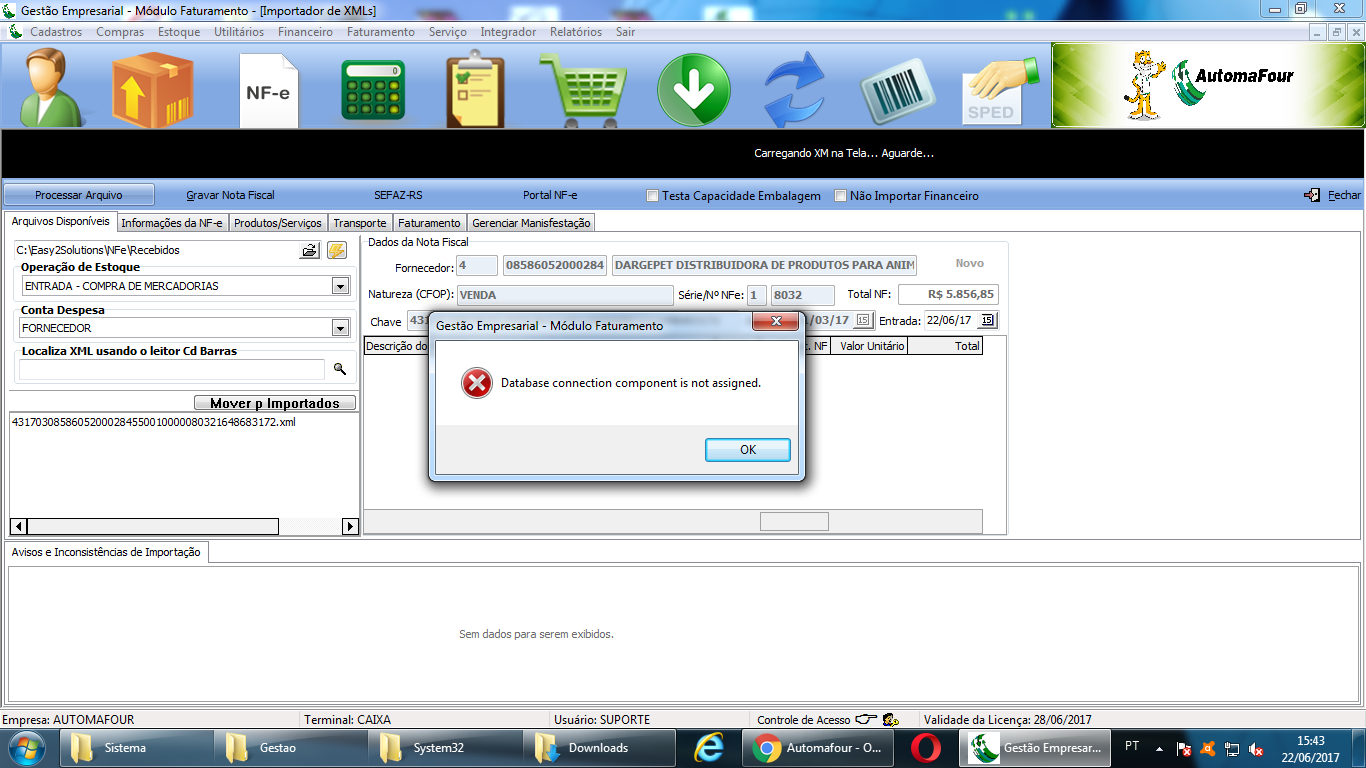 Gestão Empresarial - Módulo Faturamento - [Importador de XMLs]
Cadastros Compras Estoque Utilitários Financeiro Faturamento Serviço Integrador Relatórios Sair
NF-e
0
SPED
AutomaFour
Carregando XM na Tela... Aguarde...
Processar Arquivo Gravar Nota Fiscal SEFAZ-RS Portal NF-e Testa Capacidade Embalagem Não Importar Financeiro Fechar
Arquivos Disponíveis Informações da NF-e Produtos/Serviços Transporte Faturamento Gerenciar Manisfestação
C:\Easy2Solutions\NFe\Recebidos
Operação de Estoque
ENTRADA - COMPRA DE MERCADORIAS
Conta Despesa
FORNECEDOR
Localiza XML usando o leitor Cd Barras
Mover p Importados
43170308586052000284550010000080321648683172.xml
Dados da Nota Fiscal
Fornecedor: 4 08586052000284 DARGEPET DISTRIBUIDORA DE PRODUTOS PARA ANIM Novo
Natureza (CFOP): VENDA Série/Nº NFe: 1 8032 Total NF: R$ 5.856,85
Chave 431 /03/17 15 Entrada: 22/06/17 15
Descrição do . NF Valor Unitário Total
Gestão Empresarial - Módulo Faturamento
Database connection component is not assigned.
OK
Avisos e Inconsistências de Importação
Sem dados para serem exibidos.
Empresa: AUTOMAFOUR Terminal: CAIXA Usuário: SUPORTE Controle de Acesso Validade da Licença: 28/06/2017
Sistema Gestao System32 Downloads Automafour - O... Gestão Empresar... PT 15:43
22/06/2017